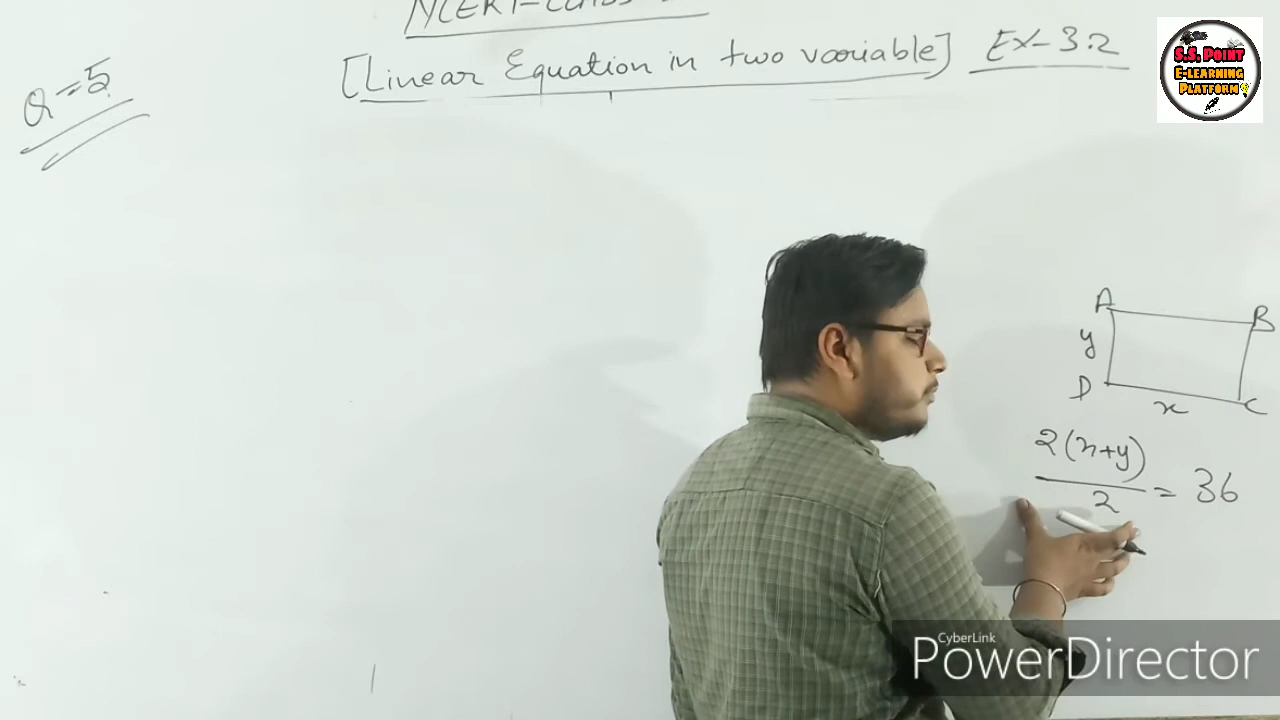 NCERT-CLASS
[Linear Equation in two variable] Ex-3.2
Q=5
S.S. POINT
E-LEARNING
PLATFORM
A
B
y
D
x
C
2(x+y)
2
= 36
CyberLink
PowerDirector